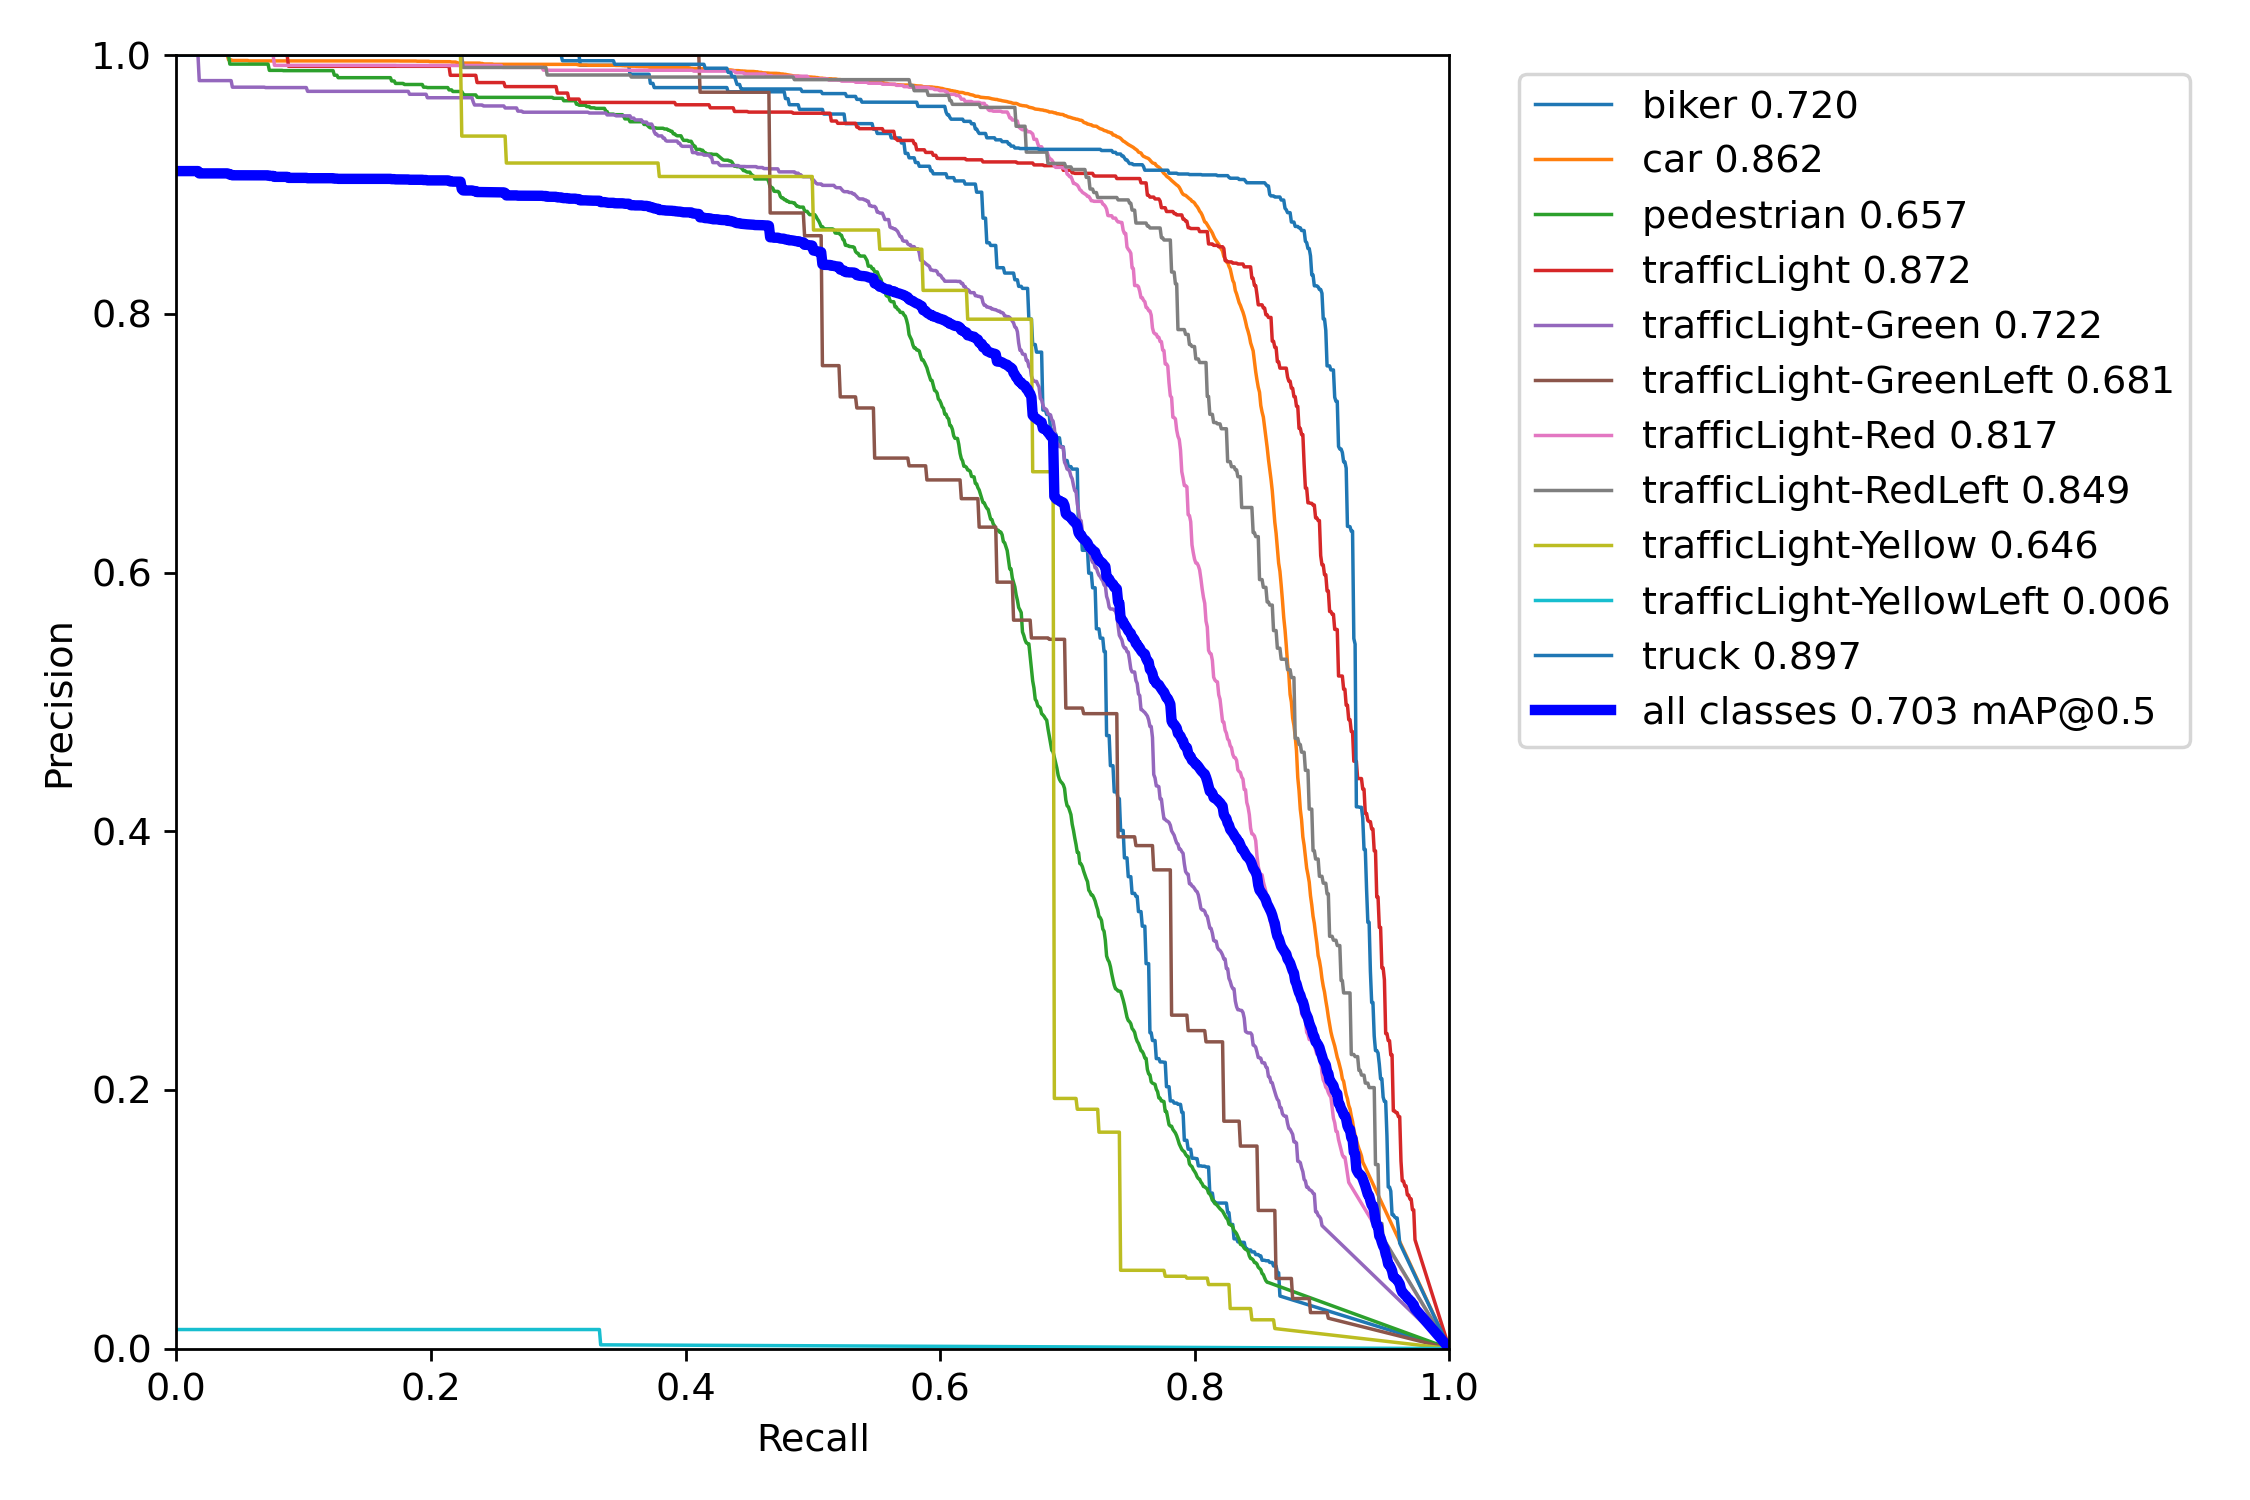 Precision
1.0
0.8
0.6
0.4
0.2
0.0
0.0 0.2 0.4 0.6 0.8 1.0
Recall
biker 0.720
car 0.862
pedestrian 0.657
trafficLight 0.872
trafficLight-Green 0.722
trafficLight-GreenLeft 0.681
trafficLight-Red 0.817
trafficLight-RedLeft 0.849
trafficLight-Yellow 0.646
trafficLight-YellowLeft 0.006
truck 0.897
all classes 0.703 mAP@0.5